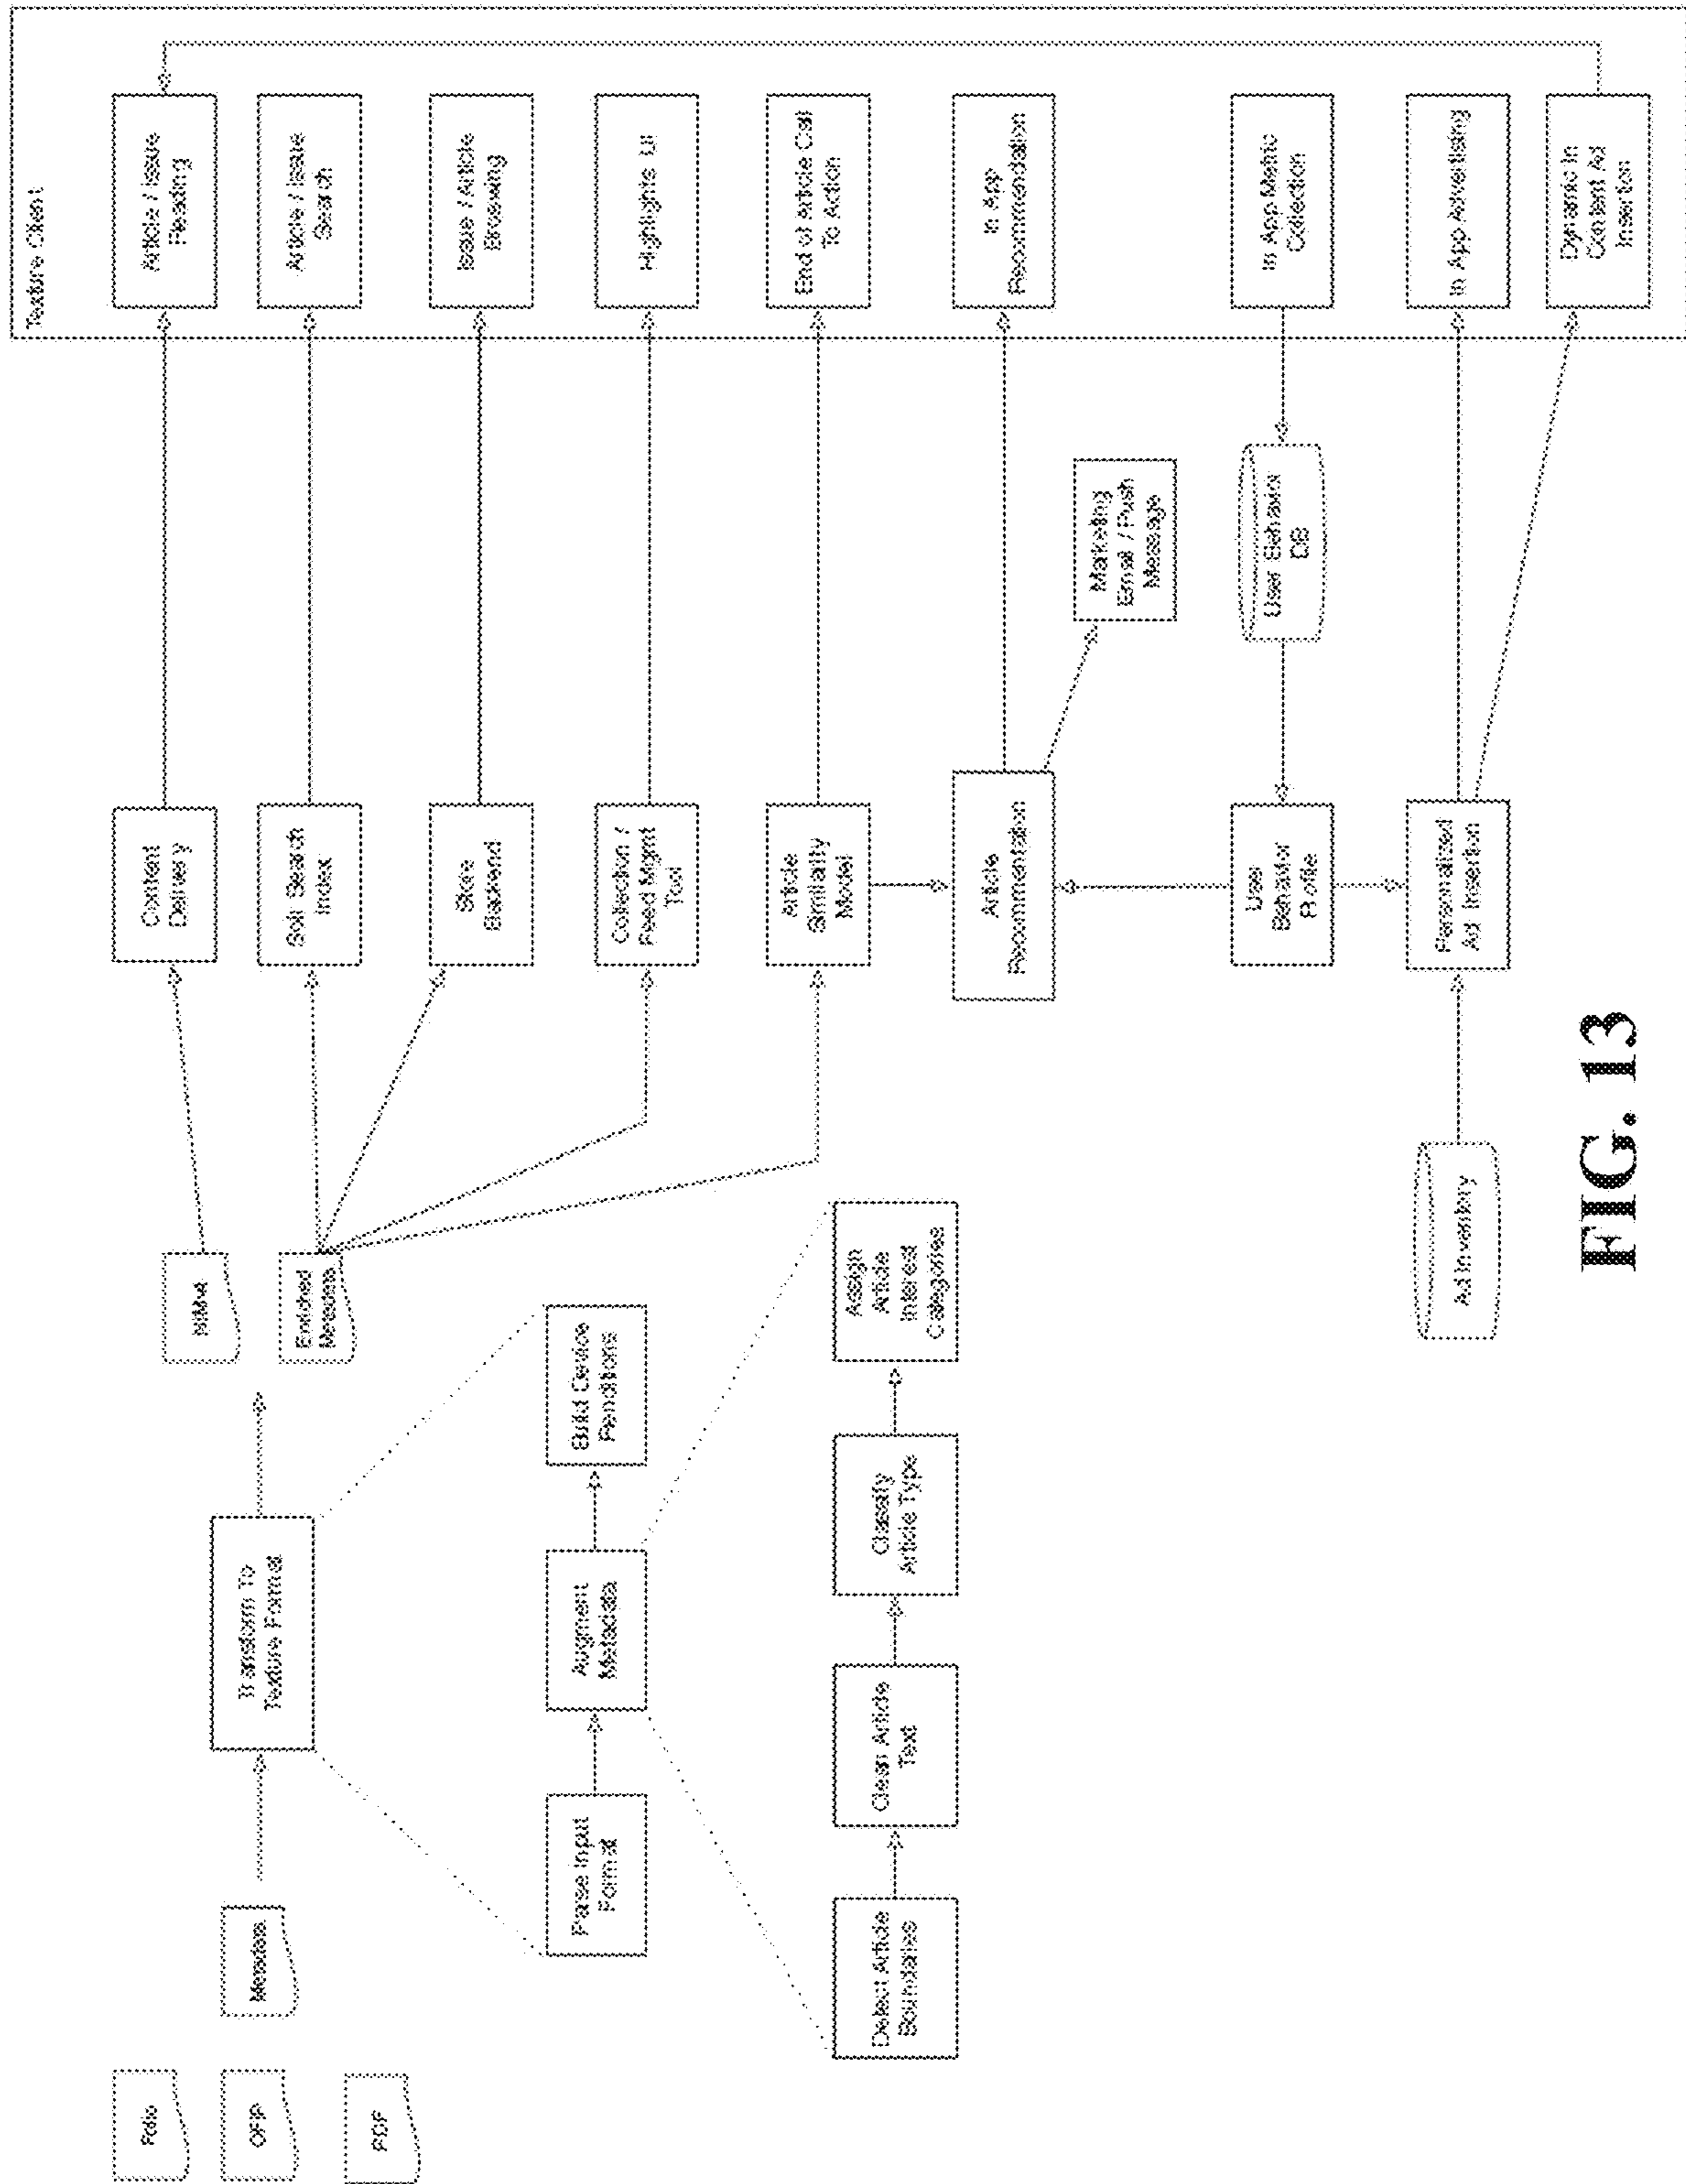 Texture Client
Folio
OFIP
PDF
Metadata
Transform To
Texture Format
Enriched
Metadata
Content
Delivery
Article / Issue
Reading
Solr Search
Index
Article / Issue
Search
Store
Backend
Issue / Article
Browsing
Parse Input
Format
Augment
Metadata
Build Device
Renditions
Collection /
Feed Mgmt
Tool
Highlights UI
Detect Article
Boundaries
Clean Article
Text
Classify
Article Type
Assign
Article
Interest
Categories
Article
Similarity
Model
End of Article Call
To Action
Article
Recommentation
In App
Recommendation
Marketing
Email / Push
Message
User
Behavior
Profile
User Behavior
DB
In App Metric
Collection
Ad Inventory
Personalized
Ad Insertion
In App Advertising
Dynamic In
Content Ad
Insertion
FIG. 13